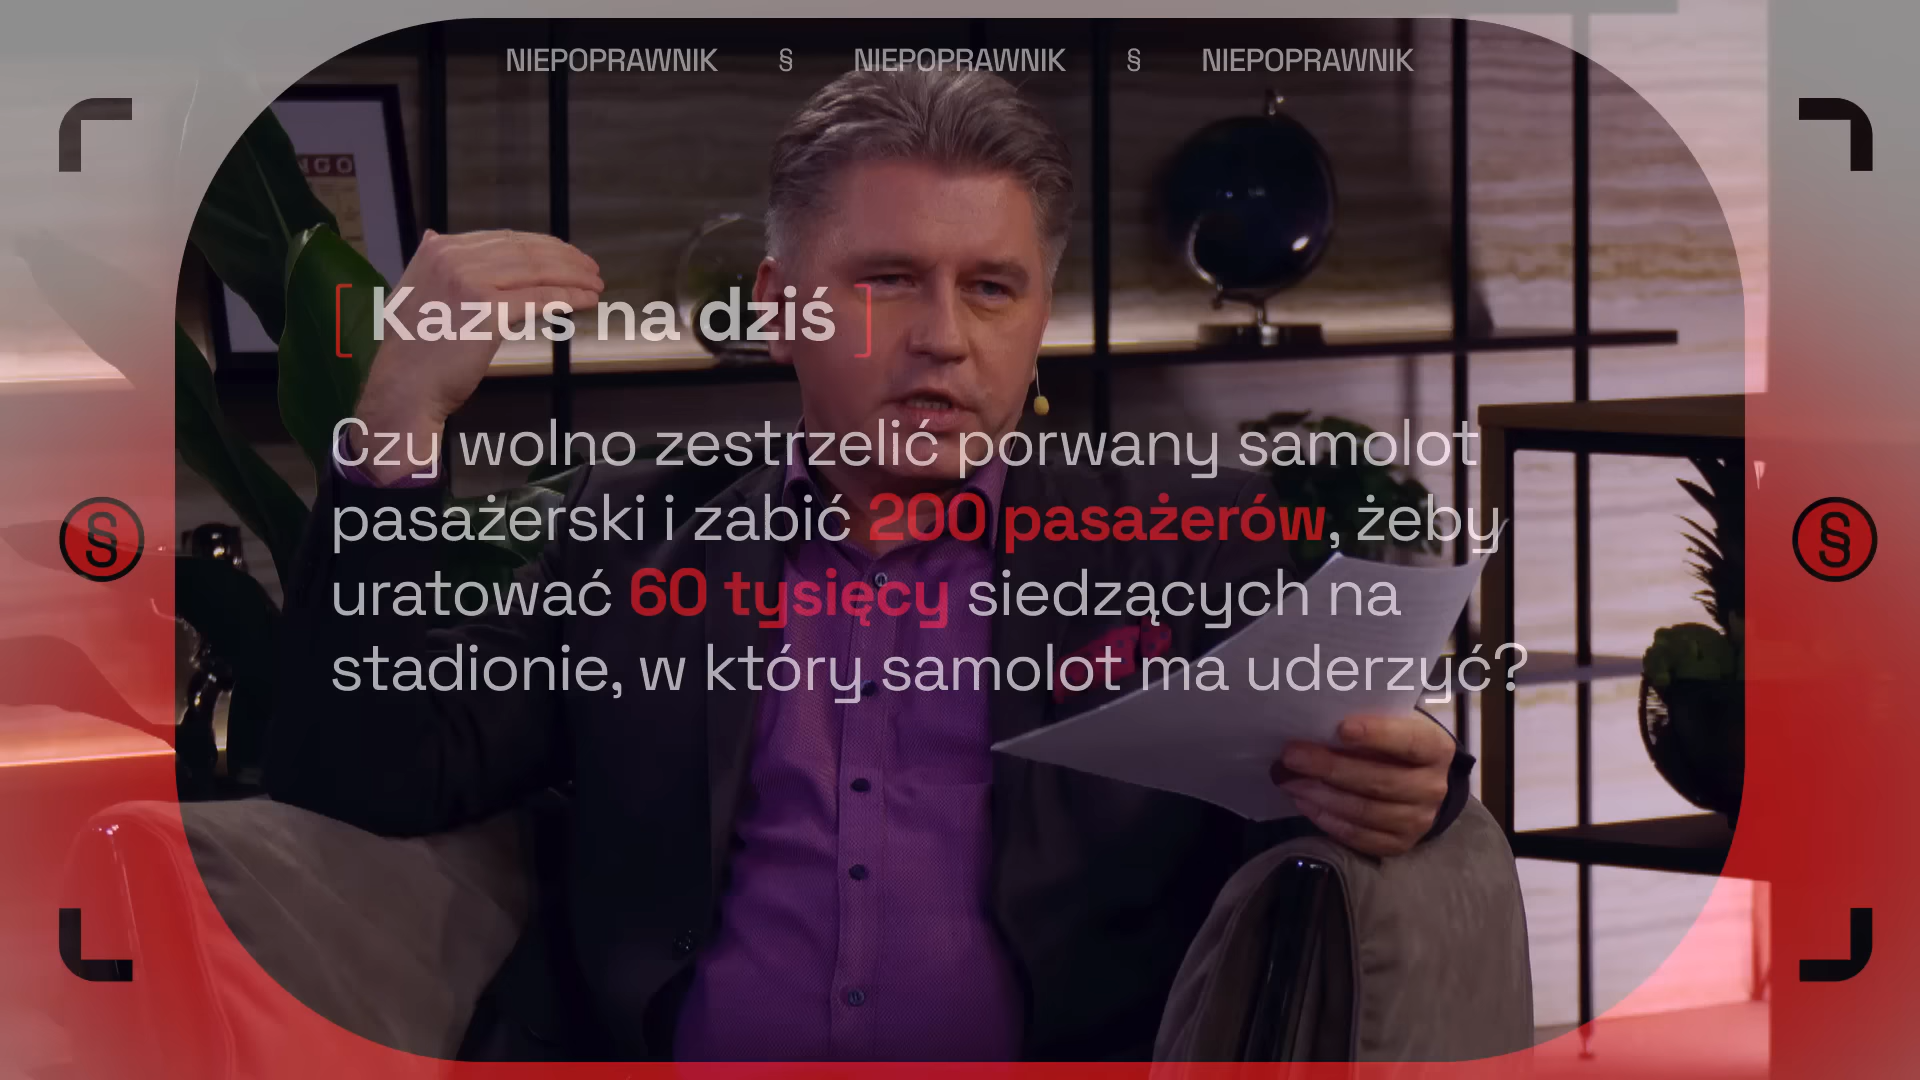 NIEPOPRAWNIK § NIEPOPRAWNIK § NIEPOPRAWNIK
NGO
[ Kazus na dziś ]
Czy wolno zestrzelić porwany samolot
pasażerski i zabić 200 pasażerów, żeby
§ §
uratować 60 tysięcy siedzących na
stadionie, w który samolot ma uderzyć?